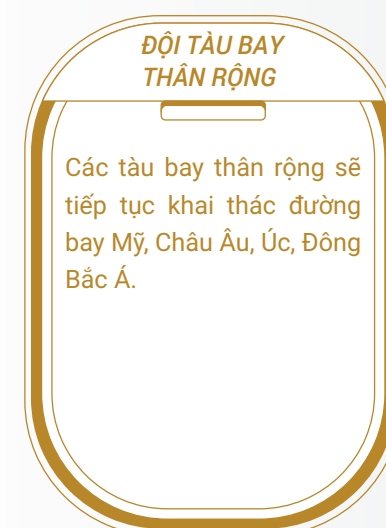 ĐỘI TÀU BAY
THÂN RỘNG
Các tàu bay thân rộng sẽ
tiếp tục khai thác đường
bay Mỹ, Châu Âu, Úc, Đông
Bắc Á.